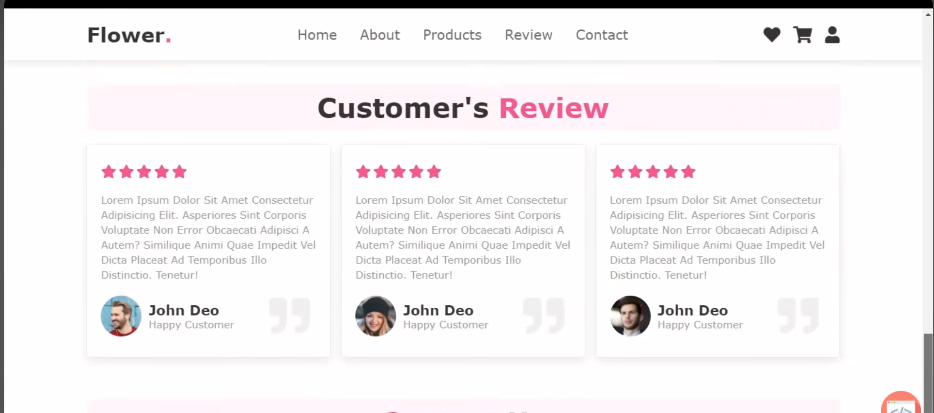 Flower.
Home About Products Review Contact
Customer's Review
Lorem Ipsum Dolor Sit Amet Consectetur
Adipisicing Elit. Asperiores Sint Corporis
Voluptate Non Error Obcaecati Adipisci A
Autem? Similique Animi Quae Impedit Vel
Dicta Placeat Ad Temporibus Illo
Distinctio. Tenetur!
John Deo
Happy Customer
Lorem Ipsum Dolor Sit Amet Consectetur
Adipisicing Elit. Asperiores Sint Corporis
Voluptate Non Error Obcaecati Adipisci A
Autem? Similique Animi Quae Impedit Vel
Dicta Placeat Ad Temporibus Illo
Distinctio. Tenetur!
John Deo
Happy Customer
Lorem Ipsum Dolor Sit Amet Consectetur
Adipisicing Elit. Asperiores Sint Corporis
Voluptate Non Error Obcaecati Adipisci A
Autem? Similique Animi Quae Impedit Vel
Dicta Placeat Ad Temporibus Illo
Distinctio. Tenetur!
John Deo
Happy Customer